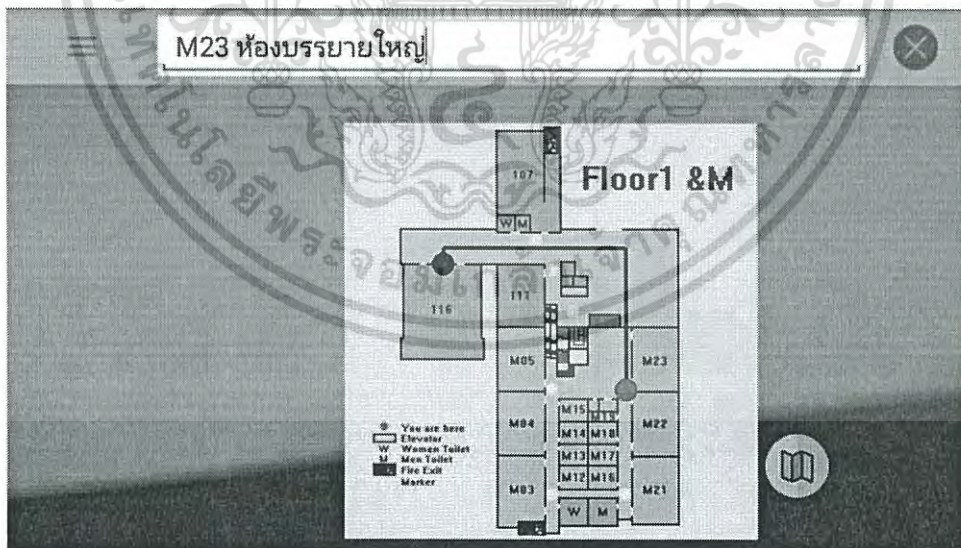 M23 ห้องบรรยายใหญ่
Floor1 &M
107
W M
116
111
M05
M23
M04
M15
M19
M22
M14 M18
M13 M17
M12 M16
M03
M21
W M
You are here
Elevator
W Women Toilet
M Men Toilet
Fire Exit
Marker